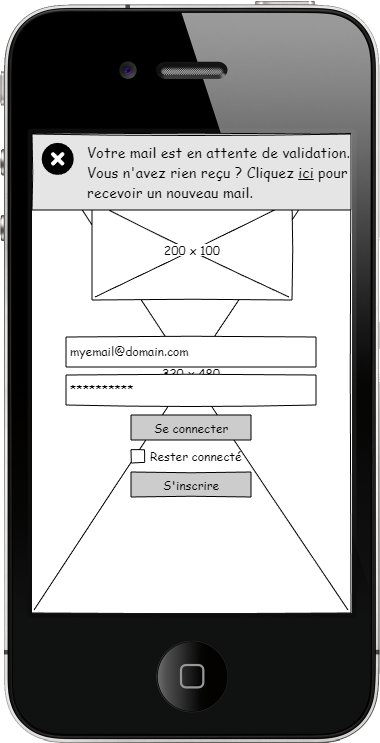 Votre mail est en attente de validation.
Vous n'avez rien reçu ? Cliquez ici pour
recevoir un nouveau mail.
200 x 100
myemail@domain.com
320 x 480
**********
Se connecter
Rester connecté
S'inscrire